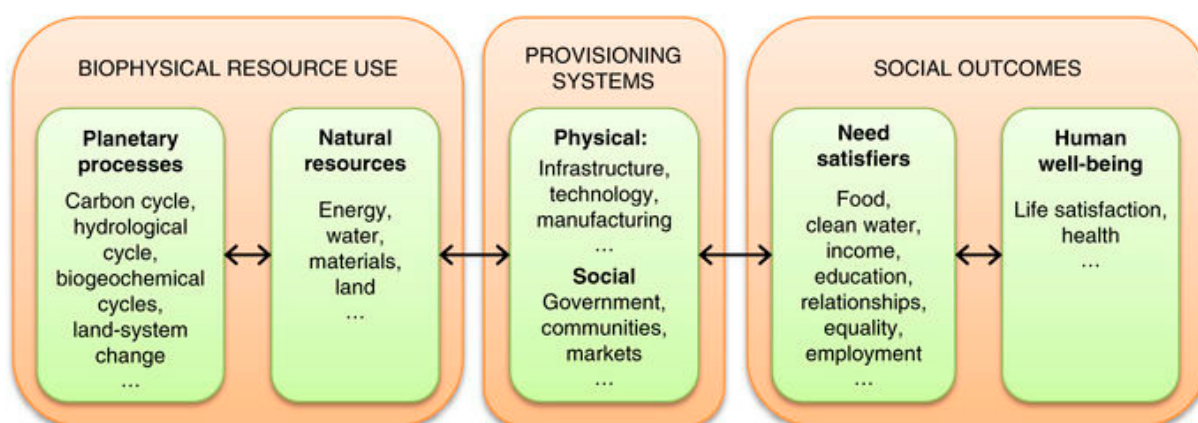 BIOPHYSICAL RESOURCE USE
Planetary
processes
Carbon cycle,
hydrological
cycle,
biogeochemical
cycles,
land-system
change
...
Natural
resources
Energy,
water,
materials,
land
...
PROVISIONING
SYSTEMS
Physical:
Infrastructure,
technology,
manufacturing
...
Social
Government,
communities,
markets
...
SOCIAL OUTCOMES
Need
satisfiers
Food,
clean water,
income,
education,
relationships,
equality,
employment
...
Human
well-being
Life satisfaction,
health
...